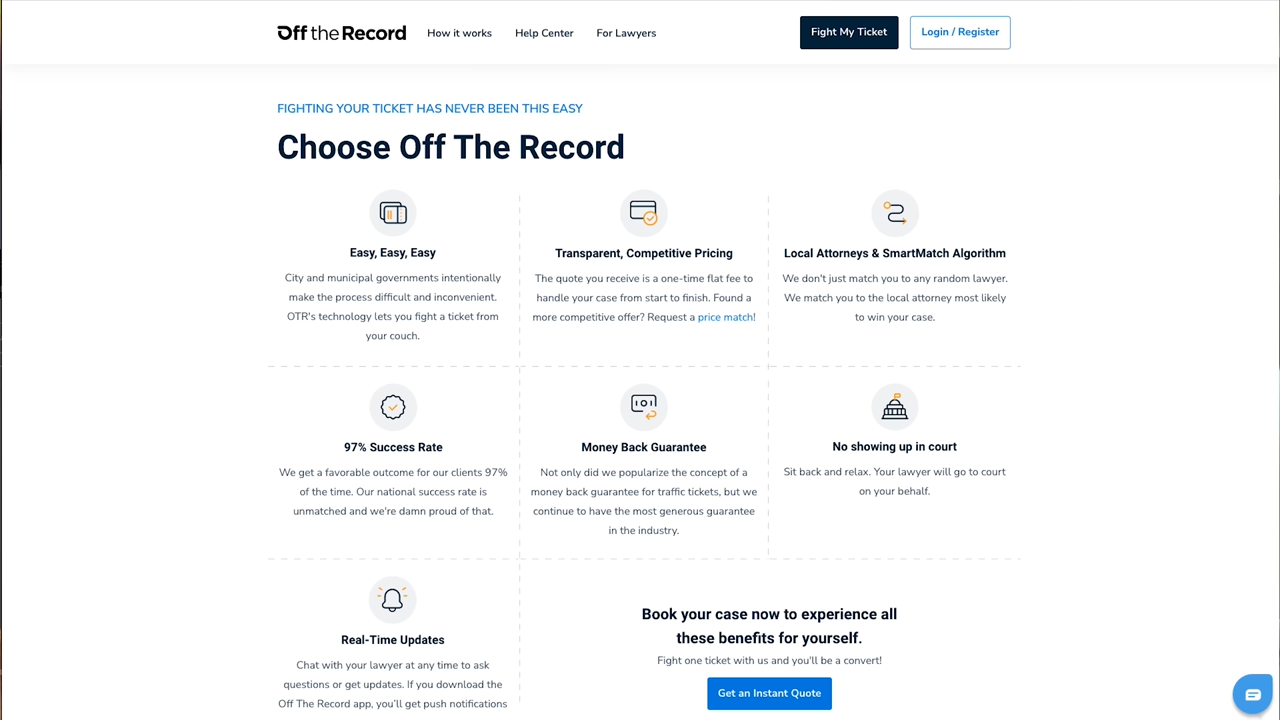 Off the Record
How it works
Help Center
For Lawyers
Fight My Ticket
Login / Register
FIGHTING YOUR TICKET HAS NEVER BEEN THIS EASY
Choose Off The Record
Easy, Easy, Easy
City and municipal governments intentionally
make the process difficult and inconvenient.
OTR's technology lets you fight a ticket from
your couch.
Transparent, Competitive Pricing
The quote you receive is a one-time flat fee to
handle your case from start to finish. Found a
more competitive offer? Request a price match!
Local Attorneys & SmartMatch Algorithm
We don't just match you to any random lawyer.
We match you to the local attorney most likely
to win your case.
97% Success Rate
We get a favorable outcome for our clients 97%
of the time. Our national success rate is
unmatched and we're damn proud of that.
Money Back Guarantee
Not only did we popularize the concept of a
money back guarantee for traffic tickets, but we
continue to have the most generous guarantee
in the industry.
No showing up in court
Sit back and relax. Your lawyer will go to court
on your behalf.
Real-Time Updates
Chat with your lawyer at any time to ask
questions or get updates. If you download the
Off The Record app, you'll get push notifications
Book your case now to experience all
these benefits for yourself.
Fight one ticket with us and you'll be a convert!
Get an Instant Quote